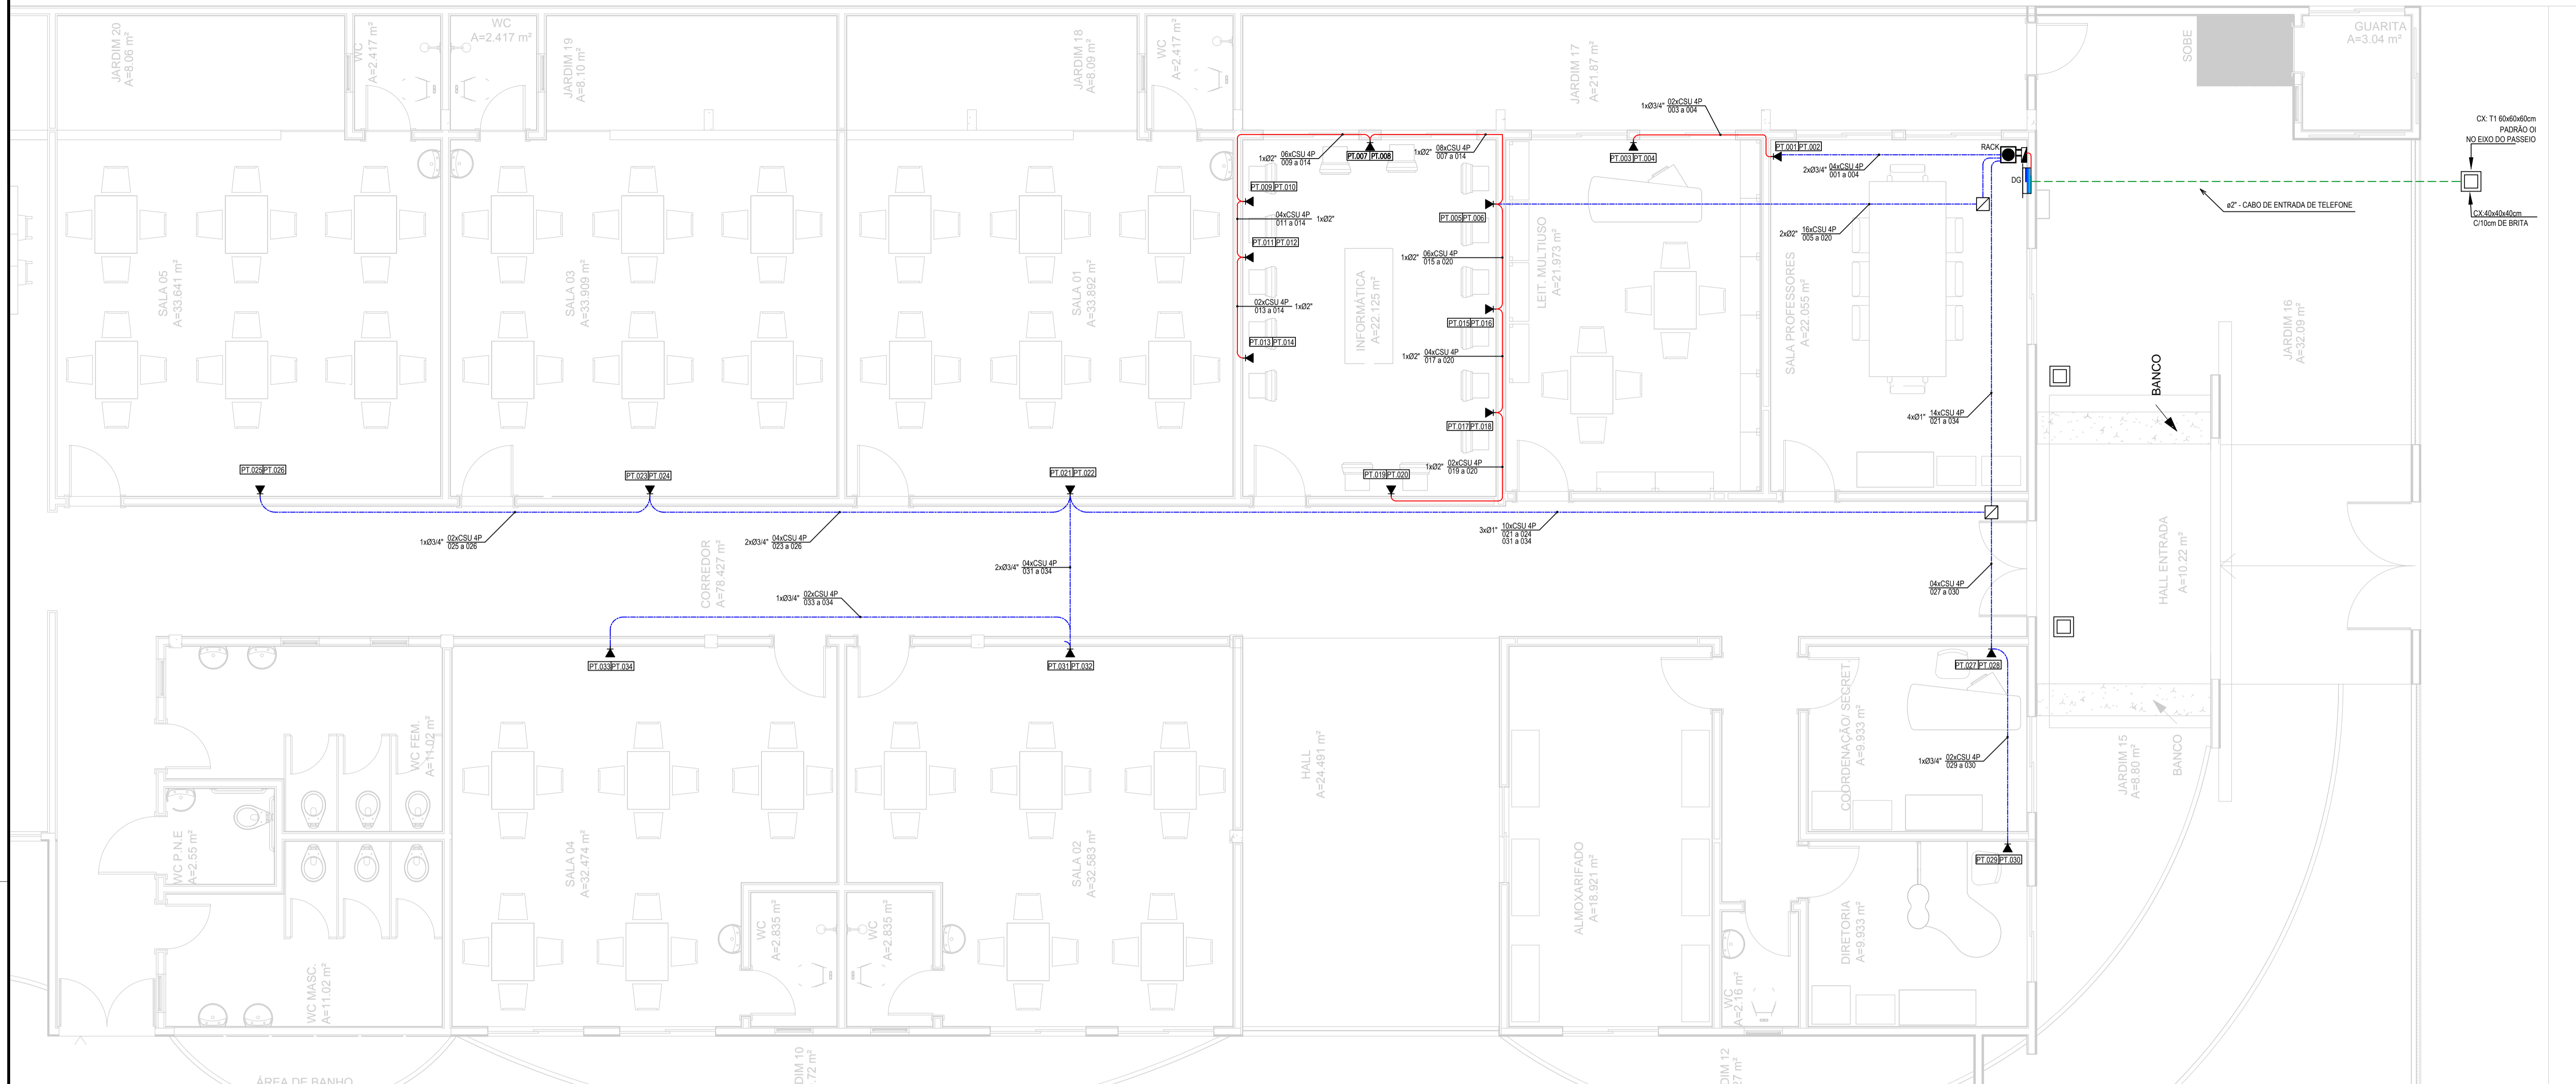 JARDIM 20
A=8.06 m²
WC
A=2.417 m²
WC
A=2.417 m²
JARDIM 19
A=8.10 m²
JARDIM 18
A=8.09 m²
WC
A=2.417 m²
JARDIM 17
A=21.87 m²
SOBE
GUARITA
A=3.04 m²
CX: T1 60x60x60cm
PADRÃO OI
NO EIXO DO PASSEIO
CX:40x40x40cm
C/10cm DE BRITA
ø2" - CABO DE ENTRADA DE TELEFONE
RACK
DG
1xØ3/4" 02xCSU 4P
003 a 004
PT.001 PT.002
PT.003 PT.004
2xØ3/4" 04xCSU 4P
001 a 004
1xØ2" 06xCSU 4P
009 a 014
PT.007 PT.008
1xØ2" 08xCSU 4P
007 a 014
PT.009 PT.010
04xCSU 4P 1xØ2"
011 a 014
PT.005 PT.006
2xØ2" 16xCSU 4P
005 a 020
PT.011 PT.012
1xØ2" 06xCSU 4P
015 a 020
02xCSU 4P 1xØ2"
013 a 014
PT.015 PT.016
PT.013 PT.014
1xØ2" 04xCSU 4P
017 a 020
PT.017 PT.018
4xØ1" 14xCSU 4P
021 a 034
1xØ2" 02xCSU 4P
019 a 020
PT.019 PT.020
SALA 05
A=33.641 m²
SALA 03
A=33.909 m²
SALA 01
A=33.892 m²
INFORMÁTICA
A=22.125 m²
LEIT. MULTIUSO
A=21.973 m²
SALA PROFESSORES
A=22.055 m²
JARDIM 16
A=32.09 m²
BANCO
PT.025 PT.026
PT.023 PT.024
PT.021 PT.022
1xØ3/4" 02xCSU 4P
025 a 026
2xØ3/4" 04xCSU 4P
023 a 026
3xØ1" 10xCSU 4P
021 a 024
031 a 034
CORREDOR
A=78.427 m²
2xØ3/4" 04xCSU 4P
031 a 034
1xØ3/4" 02xCSU 4P
033 a 034
04xCSU 4P
027 a 030
HALL ENTRADA
A=10.22 m²
PT.033 PT.034
PT.031 PT.032
PT.027 PT.028
WC FEM.
A=11.02 m²
HALL
A=24.491 m²
COORDENAÇÃO/ SECRET.
A=9.933 m²
1xØ3/4" 02xCSU 4P
029 a 030
JARDIM 15
A=8.80 m²
BANCO
WC P.N.E
A=2.55 m²
SALA 04
A=32.474 m²
SALA 02
A=32.583 m²
PT.029 PT.030
ALMOXARIFADO
A=18.921 m²
DIRETORIA
A=9.933 m²
WC
A=2.835 m²
WC
A=2.835 m²
WC MASC.
A=11.02 m²
WC
A=2.16 m²
ÁREA DE BANHO
DIM 10
.72 m²
DIM 12
27 m²